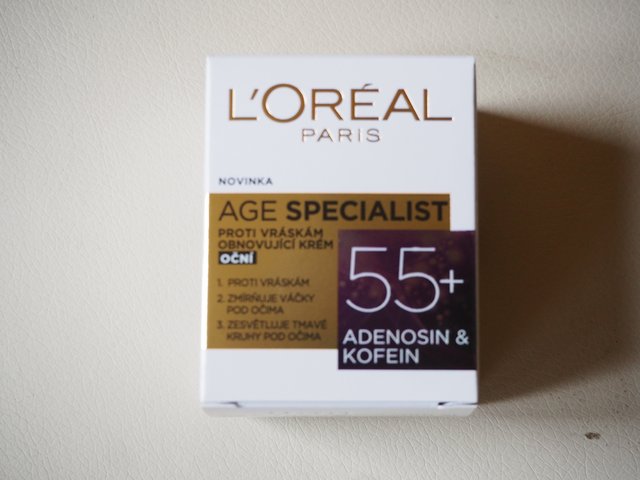 L'ORÉAL
PARIS
NOVINKA
AGE SPECIALIST
PROTI VRÁSKÁM
OBNOVUJÍCÍ KRÉM
OČNÍ
1. PROTI VRÁSKÁM
2. ZMÍRŇUJE VÁČKY
POD OČIMA
3. ZESVĚTLUJE TMAVÉ
KRUHY POD OČIMA
55+
ADENOSIN &
KOFEIN